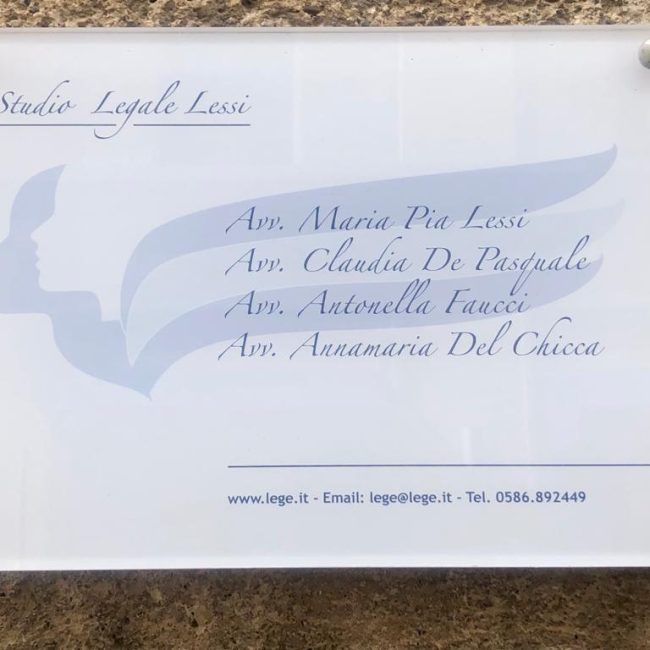 Studio Legale Lessi
Avv. Maria Pia Lessi
Avv. Claudia De Pasquale
Avv. Antonella Faucci
Avv. Annamaria Del Chicca
www.lege.it - Email: lege@lege.it - Tel. 0586.892449